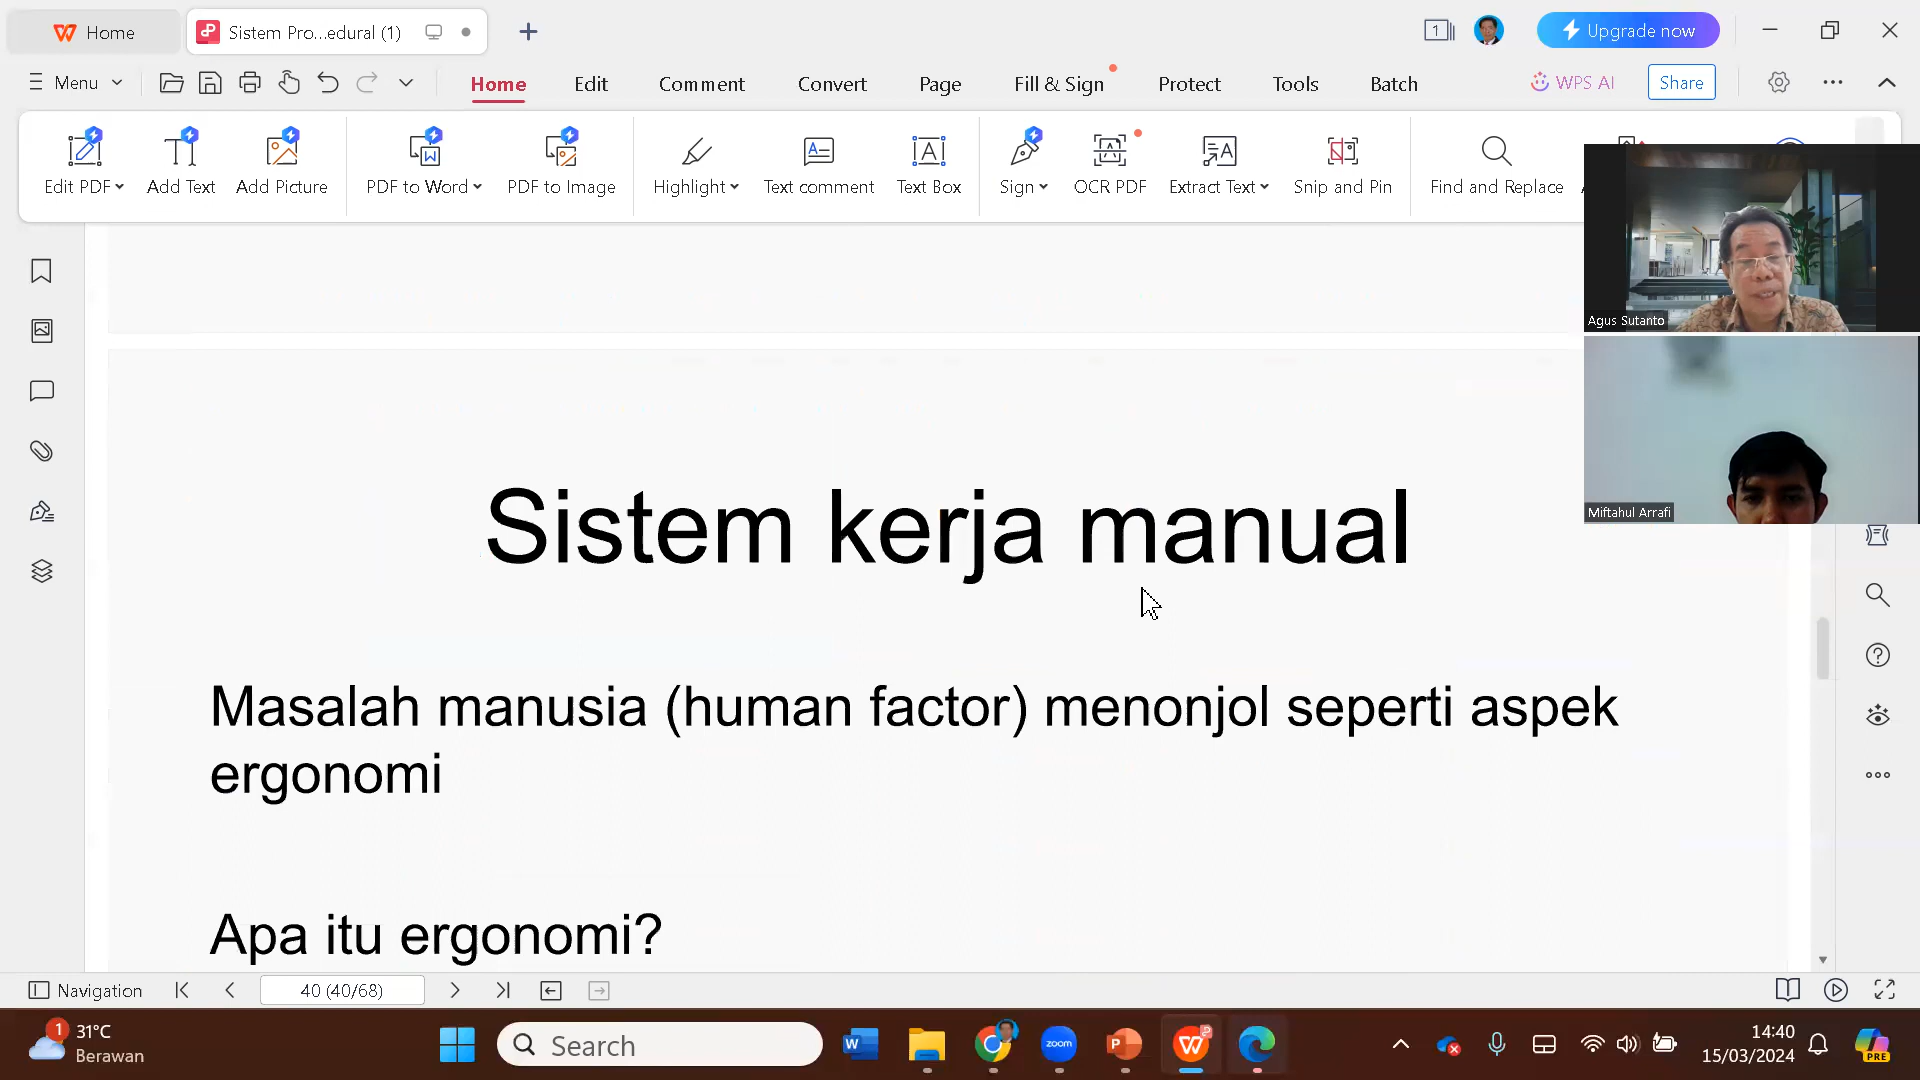 Home
Sistem Pro...edural (1)
1
Upgrade now
Menu
Home
Edit
Comment
Convert
Page
Fill & Sign
Protect
Tools
Batch
WPS AI
Share
Edit PDF
Add Text
Add Picture
PDF to Word
PDF to Image
Highlight
Text comment
Text Box
Sign
OCR PDF
Extract Text
Snip and Pin
Find and Replace
Agus Sutanto
Miftahul Arrafi
Sistem kerja manual
Masalah manusia (human factor) menonjol seperti aspek
ergonomi
Apa itu ergonomi?
Navigation
40 (40/68)
1
31°C
Berawan
Search
zoom
14:40
15/03/2024
PRE